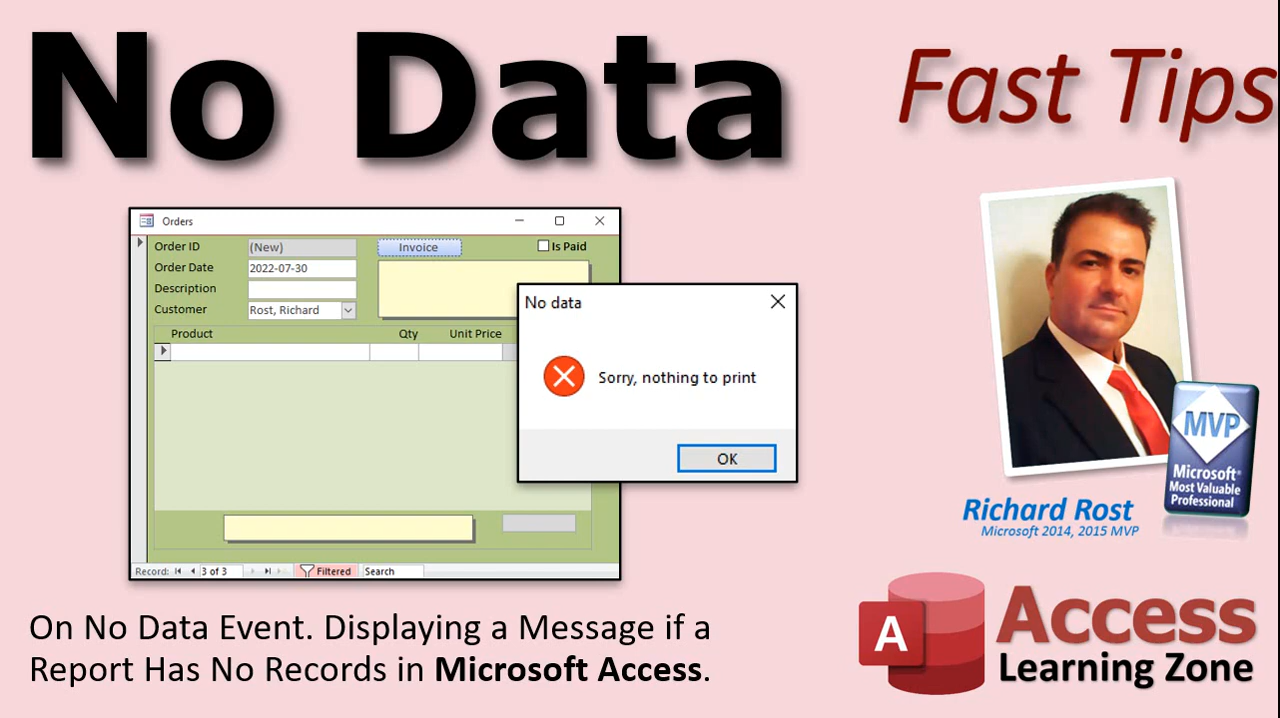 No Data
Fast Tips
Orders
Order ID (New) Invoice Is Paid
Order Date 2022-07-30
Description
Customer Rost, Richard
Product Qty Unit Price
Record: 3 of 3 Filtered Search
No data
Sorry, nothing to print
OK
MVP
Microsoft®
Most Valuable
Professional
Richard Rost
Microsoft 2014, 2015 MVP
On No Data Event. Displaying a Message if a
Report Has No Records in Microsoft Access.
A
Access
Learning Zone